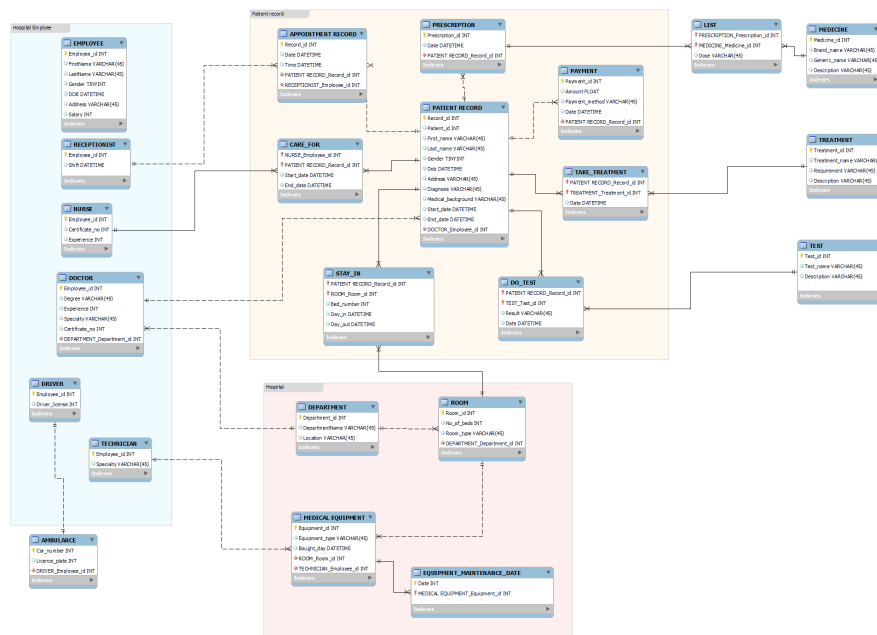 Hospital Emplyee
EMPLOYEE
Employee_id INT
FirstName VARCHAR(45)
LastName VARCHAR(45)
Gender TINYINT
DOB DATETIME
Address VARCHAR(45)
Salary INT
Indexes
RECEPTIONIST
Employee_id INT
Shift DATETIME
Indexes
NURSE
Employee_id INT
Certificate_no INT
Experience INT
Indexes
DOCTOR
Employee_id INT
Degree VARCHAR(45)
Experience INT
Specialty VARCHAR(45)
Certificate_no INT
DEPARTMENT_Department_id INT
Indexes
DRIVER
Employee_id INT
Driver_license INT
Indexes
TECHNICIAN
Employee_id INT
Specialty VARCHAR(45)
Indexes
AMBULANCE
Car_number INT
Licence_plate INT
DRIVER_Employee_id INT
Indexes
Patient record
APPOINTMENT RECORD
Record_id INT
Date DATETIME
Time DATETIME
PATIENT RECORD_Record_id INT
RECEPTIONIST_Employee_id INT
Indexes
CARE_FOR
NURSE_Employee_id INT
PATIENT RECORD_Record_id INT
Start_date DATETIME
End_date DATETIME
Indexes
PRESCRIPTION
Prescription_id INT
Date DATETIME
PATIENT RECORD_Record_id INT
Indexes
PATIENT RECORD
Record_id INT
Patient_id INT
First_name VARCHAR(45)
Last_name VARCHAR(45)
Gender TINYINT
Dob DATETIME
Address VARCHAR(45)
Diagnose VARCHAR(45)
Medical_background VARCHAR(45)
Start_date DATETIME
End_date DATETIME
DOCTOR_Employee_id INT
Indexes
PAYMENT
Payment_id INT
Amount FLOAT
Payment_method VARCHAR(45)
Date DATETIME
PATIENT RECORD_Record_id INT
Indexes
TAKE_TREATMENT
PATIENT RECORD_Record_id INT
TREATMENT_Treatment_id INT
Date DATETIME
Indexes
STAY_IN
PATIENT RECORD_Record_id INT
ROOM_Room_id INT
Bed_number INT
Day_in DATETIME
Day_out DATETIME
Indexes
DO_TEST
PATIENT RECORD_Record_id INT
TEST_Test_id INT
Result VARCHAR(45)
Date DATETIME
Indexes
LIST
PRESCRIPTION_Prescription_id INT
MEDICINE_Medicine_id INT
Dose VARCHAR(45)
Indexes
MEDICINE
Medicine_id INT
Brand_name VARCHAR(45)
Generic_name VARCHAR(45)
Description VARCHAR(45)
Indexes
TREATMENT
Treatment_id INT
Treatment_name VARCHAR(45)
Requirement VARCHAR(45)
Description VARCHAR(45)
Indexes
TEST
Test_id INT
Test_name VARCHAR(45)
Description VARCHAR(45)
Indexes
Hospital
DEPARTMENT
Department_id INT
DepartmentName VARCHAR(45)
Location VARCHAR(45)
Indexes
ROOM
Room_id INT
No_of_beds INT
Room_type VARCHAR(45)
DEPARTMENT_Department_id INT
Indexes
MEDICAL EQUIPMENT
Equipment_id INT
Equipment_type VARCHAR(45)
Bought_day DATETIME
ROOM_Room_id INT
TECHNICIAN_Employee_id INT
Indexes
EQUIPMENT_MAINTENANCE_DATE
Date INT
MEDICAL EQUIPMENT_Equipment_id INT
Indexes